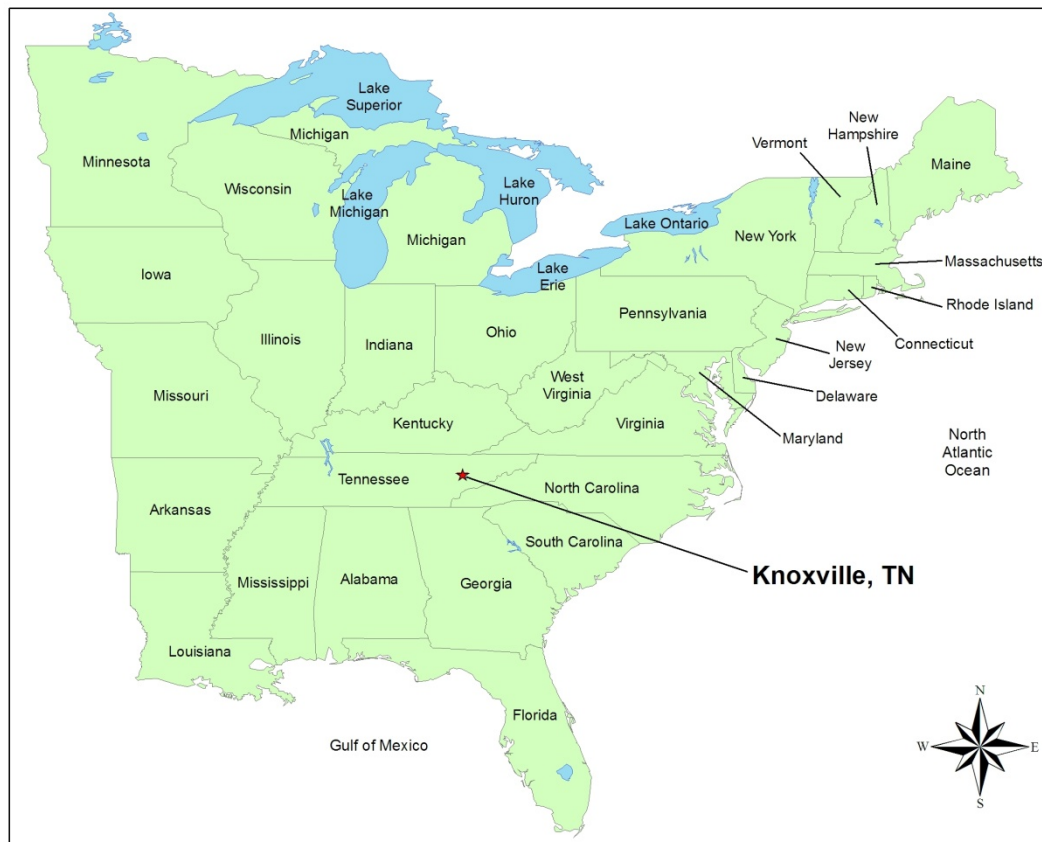 Lake
Superior
Michigan
Minnesota
Wisconsin
Lake
Michigan
Lake
Huron
Michigan
New
Hampshire
Vermont
Maine
Lake Ontario
New York
Massachusetts
Rhode Island
Connecticut
Iowa
Lake
Erie
Pennsylvania
New
Jersey
Illinois
Indiana
Ohio
West
Virginia
Delaware
Missouri
Kentucky
Virginia
Maryland
North
Atlantic
Ocean
Tennessee
North Carolina
Arkansas
South Carolina
Knoxville, TN
Mississippi
Alabama
Georgia
Louisiana
Florida
Gulf of Mexico
N
W
E
S